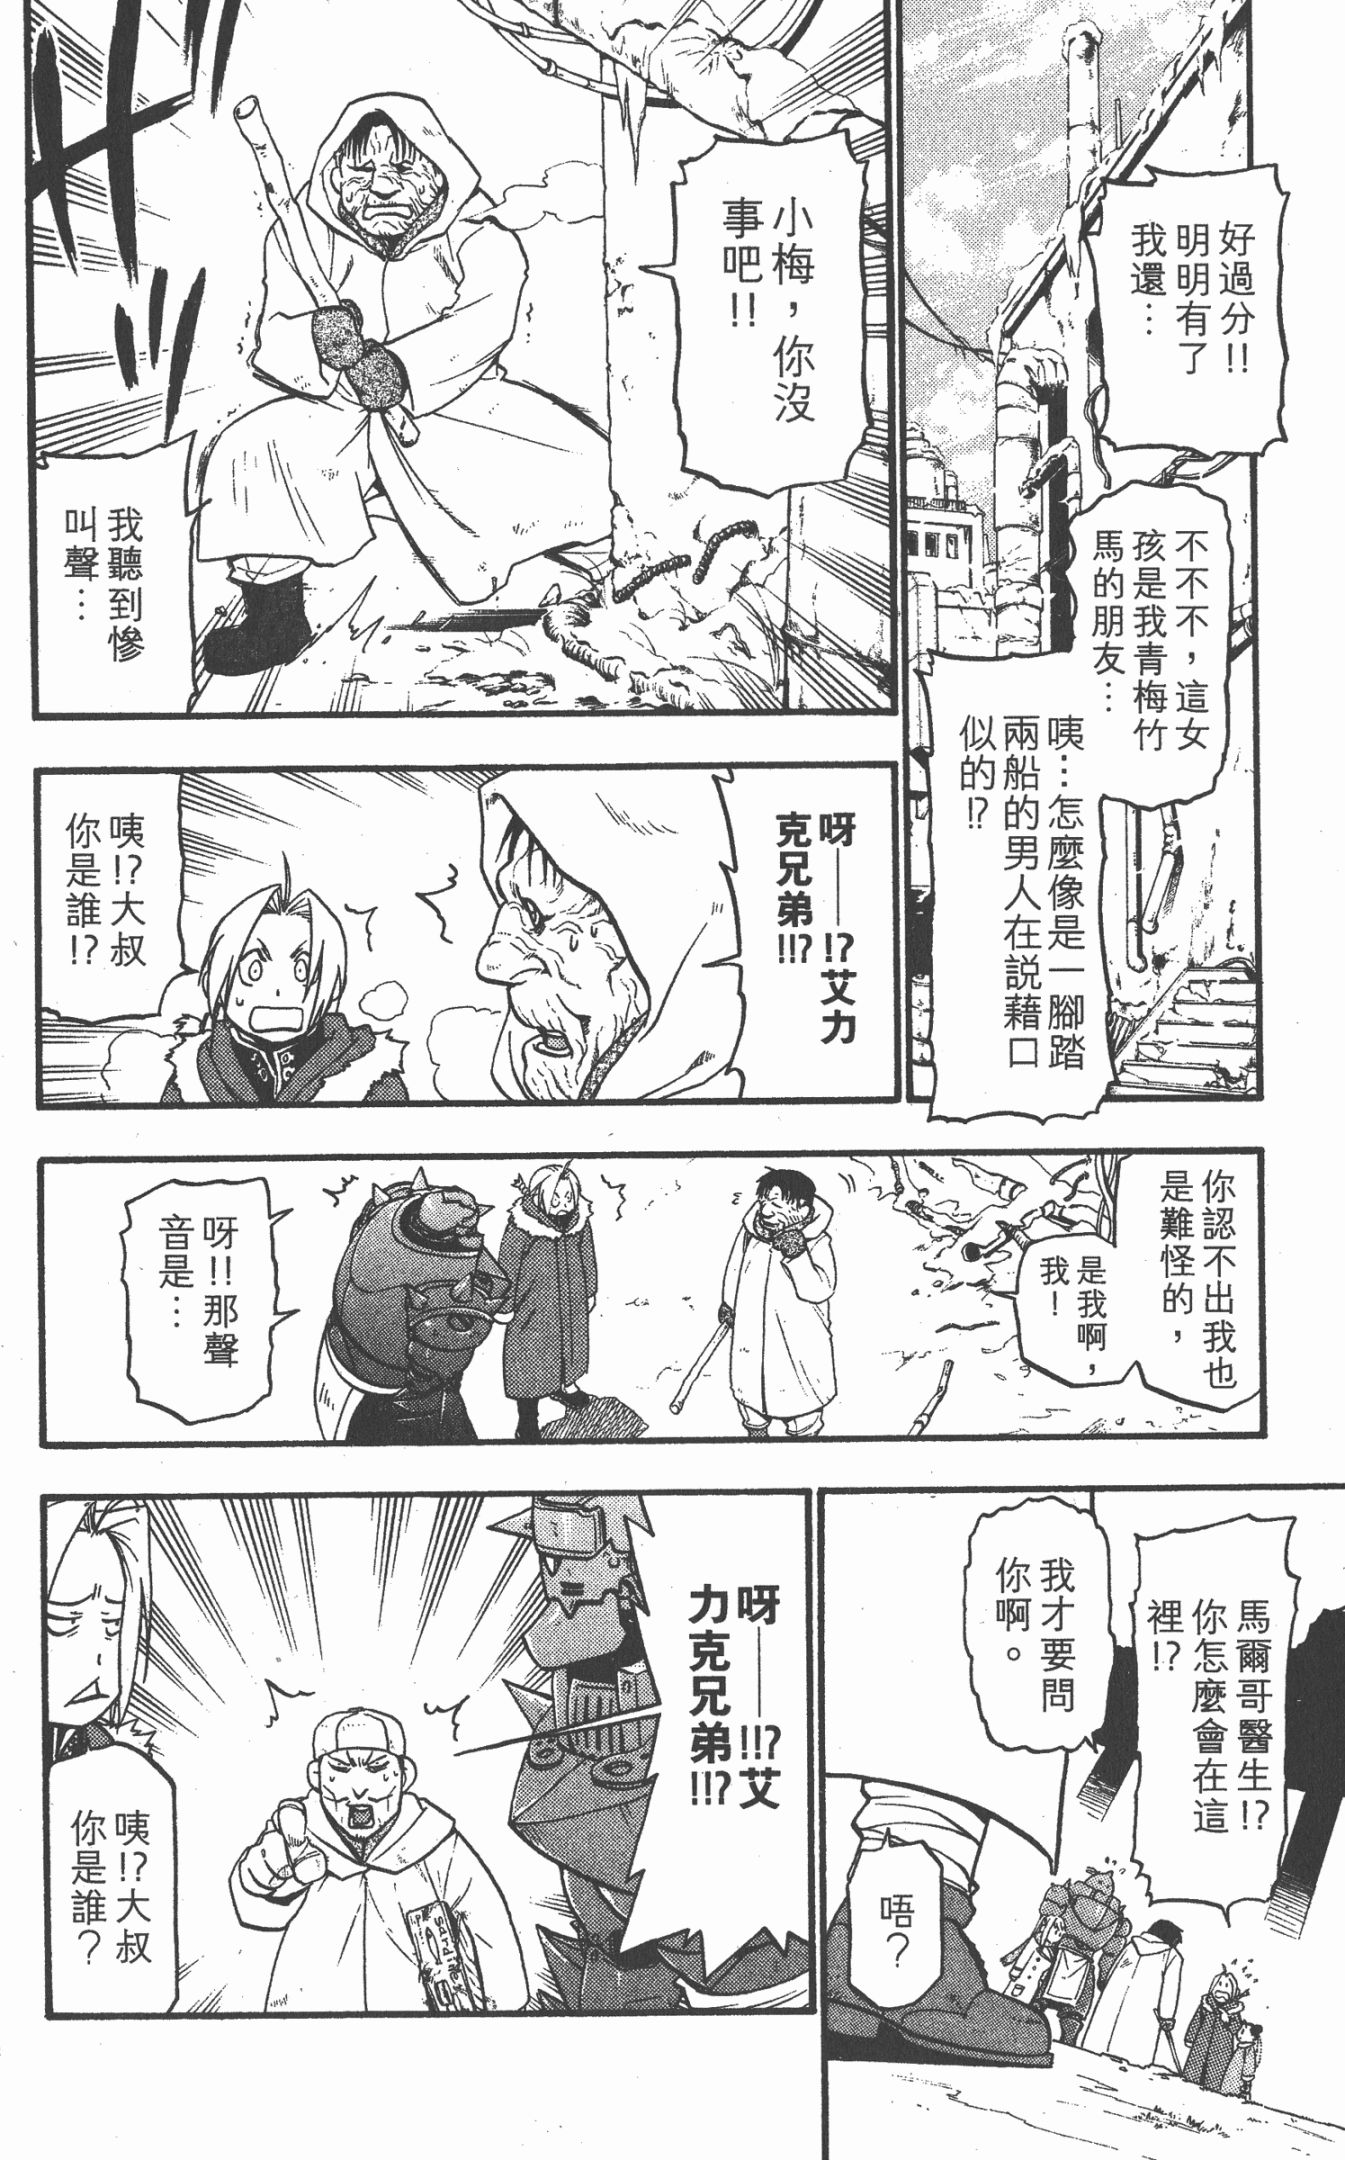 好過分!!
明明有了
我還…
不不不，這女
孩是我青梅竹
馬的朋友…
咦…怎麼像是一腳踏
兩船的男人在説藉口
似的!?
小梅，你沒
事吧!!
我聽到慘
叫聲…
呀——!?艾力
克兄弟!!?
咦!?大叔
你是誰!?
你認不出我也
是難怪的，
是我啊，
我！
呀!!那聲
音是…
馬爾哥醫生!?
你怎麼會在這
裡!?
我才要問
你啊。
唔？
呀——!!?艾
力克兄弟!!?
咦!?大叔
你是誰？